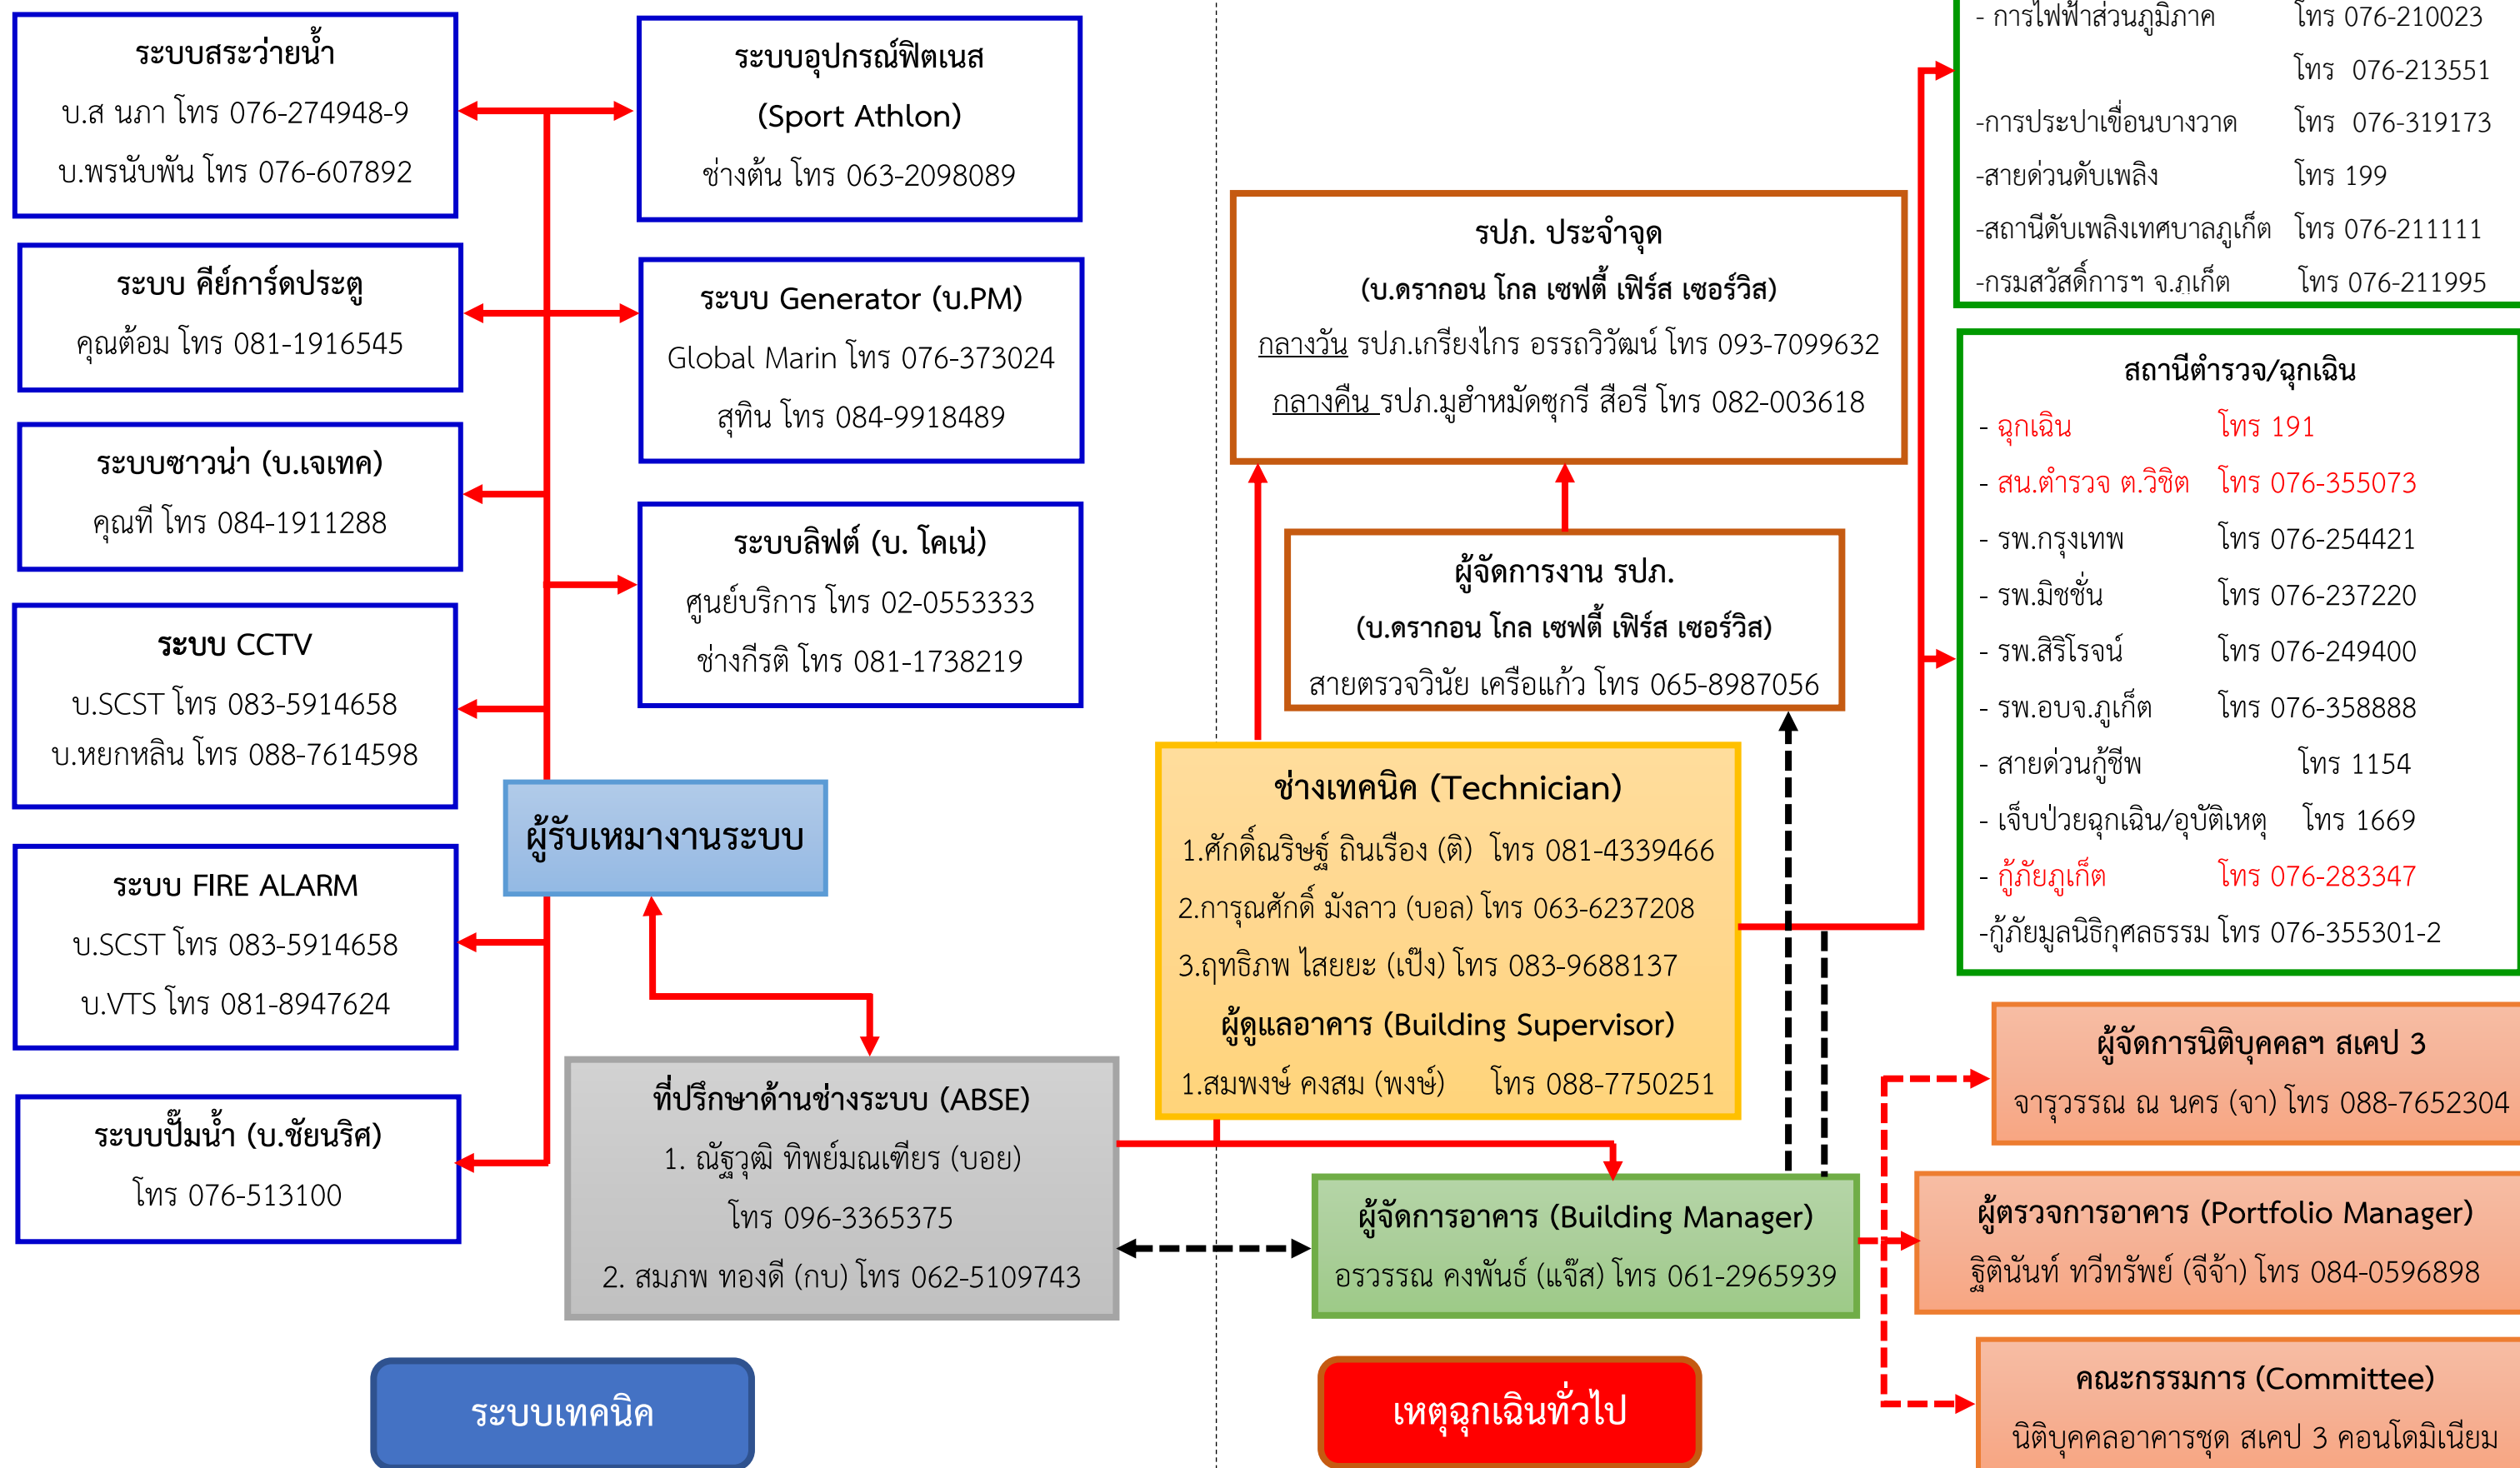 ระบบสระว่ายน้ำ
บ.ส นภา โทร 076-274948-9
บ.พรนับพัน โทร 076-607892
ระบบ คีย์การ์ดประตู
คุณต้อม โทร 081-1916545
ระบบซาวน่า (บ.เจเทค)
คุณที โทร 084-1911288
ระบบ CCTV
บ.SCST โทร 083-5914658
บ.หยกหลิน โทร 088-7614598
ระบบ FIRE ALARM
บ.SCST โทร 083-5914658
บ.VTS โทร 081-8947624
ระบบปั๊มน้ำ (บ.ชัยนริศ)
โทร 076-513100
ระบบอุปกรณ์ฟิตเนส
(Sport Athlon)
ช่างต้น โทร 063-2098089
ระบบ Generator (บ.PM)
Global Marin โทร 076-373024
สุทิน โทร 084-9918489
ระบบลิฟต์ (บ. โคเน่)
ศูนย์บริการ โทร 02-0553333
ช่างกีรติ โทร 081-1738219
ผู้รับเหมางานระบบ
ที่ปรึกษาด้านช่างระบบ (ABSE)
1. ณัฐวุฒิ ทิพย์มณเฑียร (บอย)
โทร 096-3365375
2. สมภพ ทองดี (กบ) โทร 062-5109743
ระบบเทคนิค
รปภ. ประจำจุด
(บ.ดรากอน โกล เซฟตี้ เฟิร์ส เซอร์วิส)
กลางวัน รปภ.เกรียงไกร อรรถวิวัฒน์ โทร 093-7099632
กลางคืน รปภ.มูฮำหมัดซุกรี สือรี โทร 082-003618
ผู้จัดการงาน รปภ.
(บ.ดรากอน โกล เซฟตี้ เฟิร์ส เซอร์วิส)
สายตรวจวินัย เครือแก้ว โทร 065-8987056
ช่างเทคนิค (Technician)
1.ศักดิ์ณริษฐ์ ถินเรือง (ติ) โทร 081-4339466
2.การุณศักดิ์ มังลาว (บอล) โทร 063-6237208
3.ฤทธิภพ ไสยยะ (เป๊ง) โทร 083-9688137
ผู้ดูแลอาคาร (Building Supervisor)
1.สมพงษ์ คงสม (พงษ์) โทร 088-7750251
ผู้จัดการอาคาร (Building Manager)
อรวรรณ คงพันธ์ (แจ๊ส) โทร 061-2965939
เหตุฉุกเฉินทั่วไป
- การไฟฟ้าส่วนภูมิภาค โทร 076-210023
โทร 076-213551
-การประปาเขื่อนบางวาด โทร 076-319173
-สายด่วนดับเพลิง โทร 199
-สถานีดับเพลิงเทศบาลภูเก็ต โทร 076-211111
-กรมสวัสดิ์การฯ จ.ภูเก็ต โทร 076-211995
สถานีตำรวจ/ฉุกเฉิน
- ฉุกเฉิน โทร 191
- สน.ตำรวจ ต.วิชิต โทร 076-355073
- รพ.กรุงเทพ โทร 076-254421
- รพ.มิชชั่น โทร 076-237220
- รพ.สิริโรจน์ โทร 076-249400
- รพ.อบจ.ภูเก็ต โทร 076-358888
- สายด่วนกู้ชีพ โทร 1154
- เจ็บป่วยฉุกเฉิน/อุบัติเหตุ โทร 1669
- กู้ภัยภูเก็ต โทร 076-283347
-กู้ภัยมูลนิธิกุศลธรรม โทร 076-355301-2
ผู้จัดการนิติบุคคลฯ สเคป 3
จารุวรรณ ณ นคร (จา) โทร 088-7652304
ผู้ตรวจการอาคาร (Portfolio Manager)
ฐิตินันท์ ทวีทรัพย์ (จีจ้า) โทร 084-0596898
คณะกรรมการ (Committee)
นิติบุคคลอาคารชุด สเคป 3 คอนโดมิเนียม